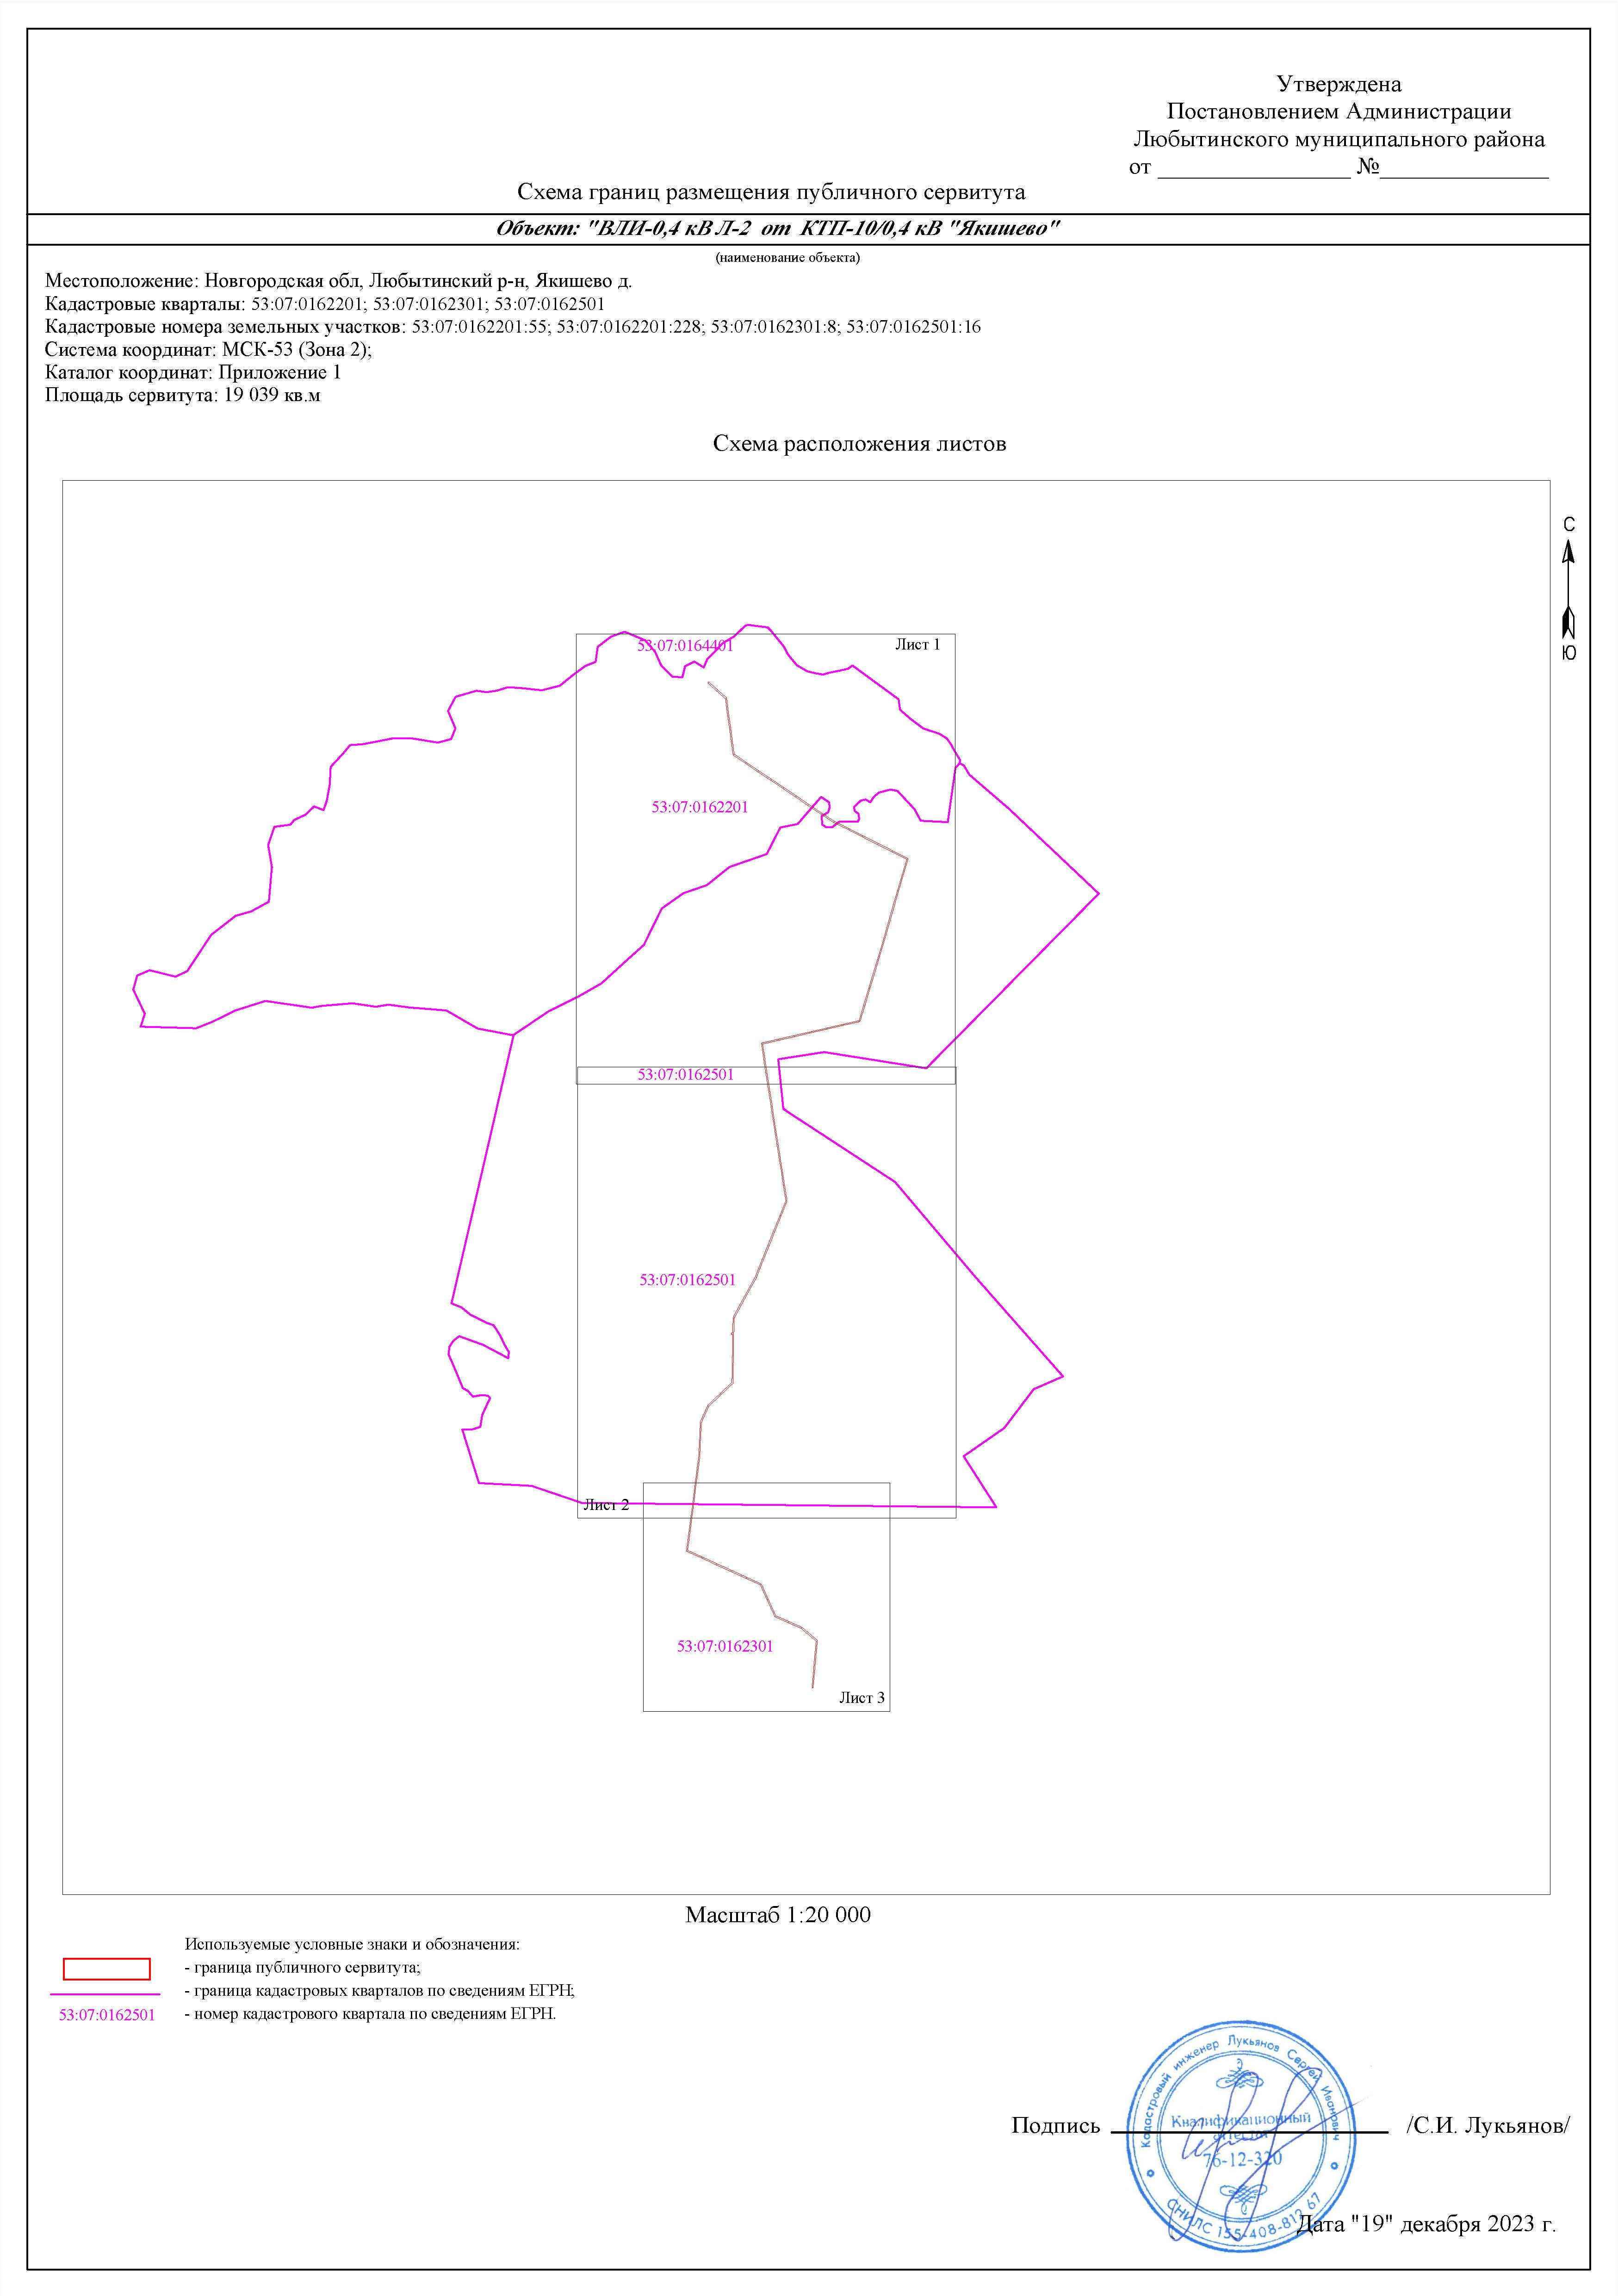 Утверждена
Постановлением Администрации
Любытинского муниципального района
от ________________ №______________
Схема границ размещения публичного сервитута
Объект: "ВЛИ-0,4 кВ Л-2 от КТП-10/0,4 кВ "Якишево"
(наименование объекта)
Местоположение: Новгородская обл, Любытинский р-н, Якишево д.
Кадастровые кварталы: 53:07:0162201; 53:07:0162301; 53:07:0162501
Кадастровые номера земельных участков: 53:07:0162201:55; 53:07:0162201:228; 53:07:0162301:8; 53:07:0162501:16
Система координат: МСК-53 (Зона 2);
Каталог координат: Приложение 1
Площадь сервитута: 19 039 кв.м
Схема расположения листов
С
Ю
53:07:0164401
Лист 1
53:07:0162201
53:07:0162501
53:07:0162501
Лист 2
53:07:0162301
Лист 3
Масштаб 1:20 000
Используемые условные знаки и обозначения:
- граница публичного сервитута;
- граница кадастровых кварталов по сведениям ЕГРН;
53:07:0162501 - номер кадастрового квартала по сведениям ЕГРН.
Кадастровый инженер Лукьянов Сергей Иванович
Квалификационный
аттестат
76-12-320
СНИЛС 155-408-812 67
Подпись /С.И. Лукьянов/
Дата "19" декабря 2023 г.